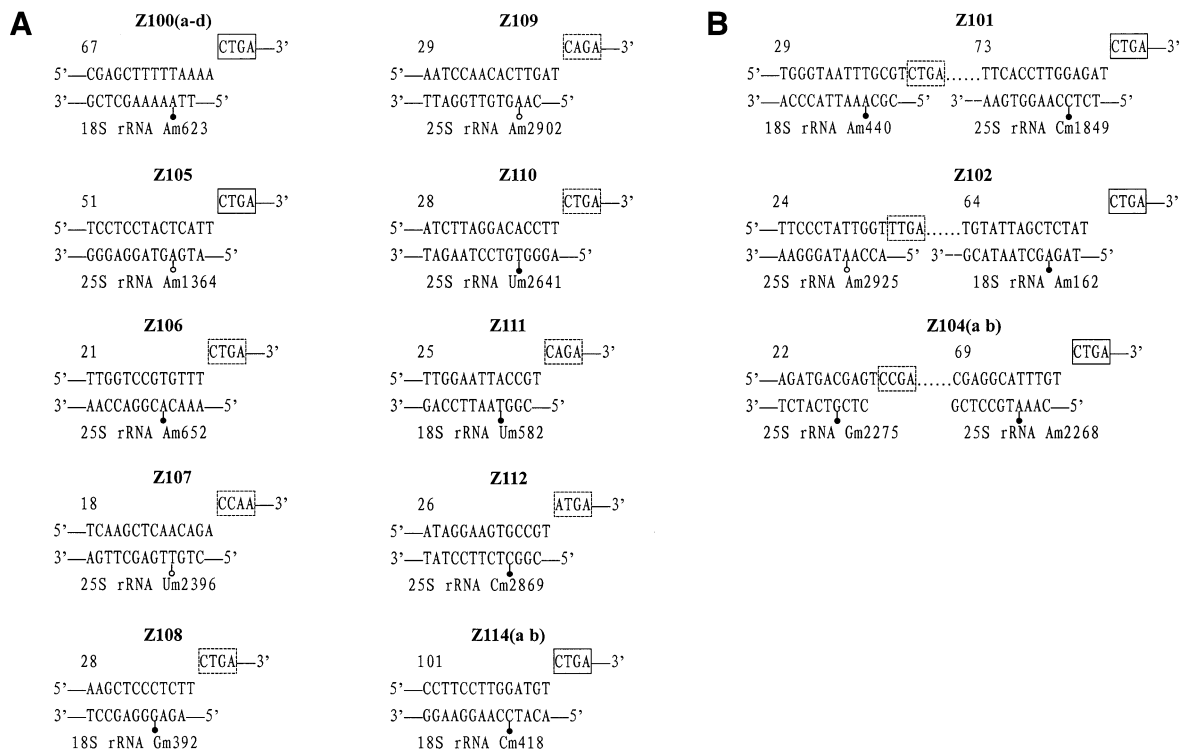 A
Z100(a-d)
67 CTGA—3’
5’—CGAGCTTTTTAAAA
3’—GCTCGAAAAATT—5’
18S rRNA Am623
Z105
51 CTGA—3’
5’—TCCTCCTACTCATT
3’—GGGAGGATGAGTA—5’
25S rRNA Am1364
Z106
21 CTGA—3’
5’—TTGGTCCGTGTTT
3’—AACCAGGCACAAA—5’
25S rRNA Am652
Z107
18 CCAA—3’
5’—TCAAGCTCAACAGA
3’—AGTTCGAGTTGTC—5’
25S rRNA Um2396
Z108
28 CTGA—3’
5’—AAGCTCCCTCTT
3’—TCCGAGGGAGA—5’
18S rRNA Gm392
Z109
29 CAGA—3’
5’—AATCCAACACTTGAT
3’—TTAGGTTGTGAAC—5’
25S rRNA Am2902
Z110
28 CTGA—3’
5’—ATCTTAGGACACCTT
3’—TAGAATCCTGTGGGA—5’
25S rRNA Um2641
Z111
25 CAGA—3’
5’—TTGGAATTACCGT
3’—GACCTTAATGGC—5’
18S rRNA Um582
Z112
26 ATGA—3’
5’—ATAGGAAGTGCCGT
3’—TATCCTTCTCGGC—5’
25S rRNA Cm2869
Z114(a b)
101 CTGA—3’
5’—CCTTCCTTGGATGT
3’—GGAAGGAACCTACA—5’
18S rRNA Cm418
B
Z101
29 73 CTGA—3’
5’—TGGGTAATTTGCGTCTGA......TTCACCTTGGAGAT
3’—ACCCATTAAACGC—5’ 3’--AAGTGGAACCTCT—5’
18S rRNA Am440 25S rRNA Cm1849
Z102
24 64 CTGA—3’
5’—TTCCCTATTGGTTTGA......TGTATTAGCTCTAT
3’—AAGGGATAACCA—5’ 3’--GCATAATCGAGAT—5’
25S rRNA Am2925 18S rRNA Am162
Z104(a b)
22 69 CTGA—3’
5’—AGATGACGAGTCCGA......CGAGGCATTTGT
3’—TCTACTGCTC GCTCCGTAAAC—5’
25S rRNA Gm2275 25S rRNA Am2268